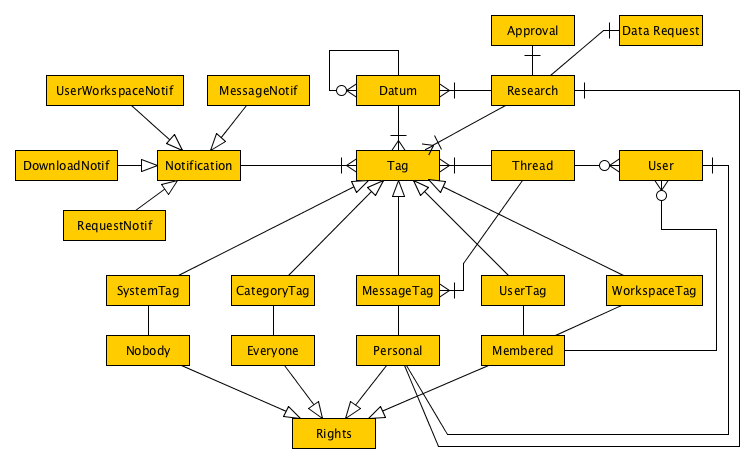 Approval
Data Request
UserWorkspaceNotif
MessageNotif
Datum
Research
DownloadNotif
Notification
Tag
Thread
User
RequestNotif
SystemTag
CategoryTag
MessageTag
UserTag
WorkspaceTag
Nobody
Everyone
Personal
Membered
Rights